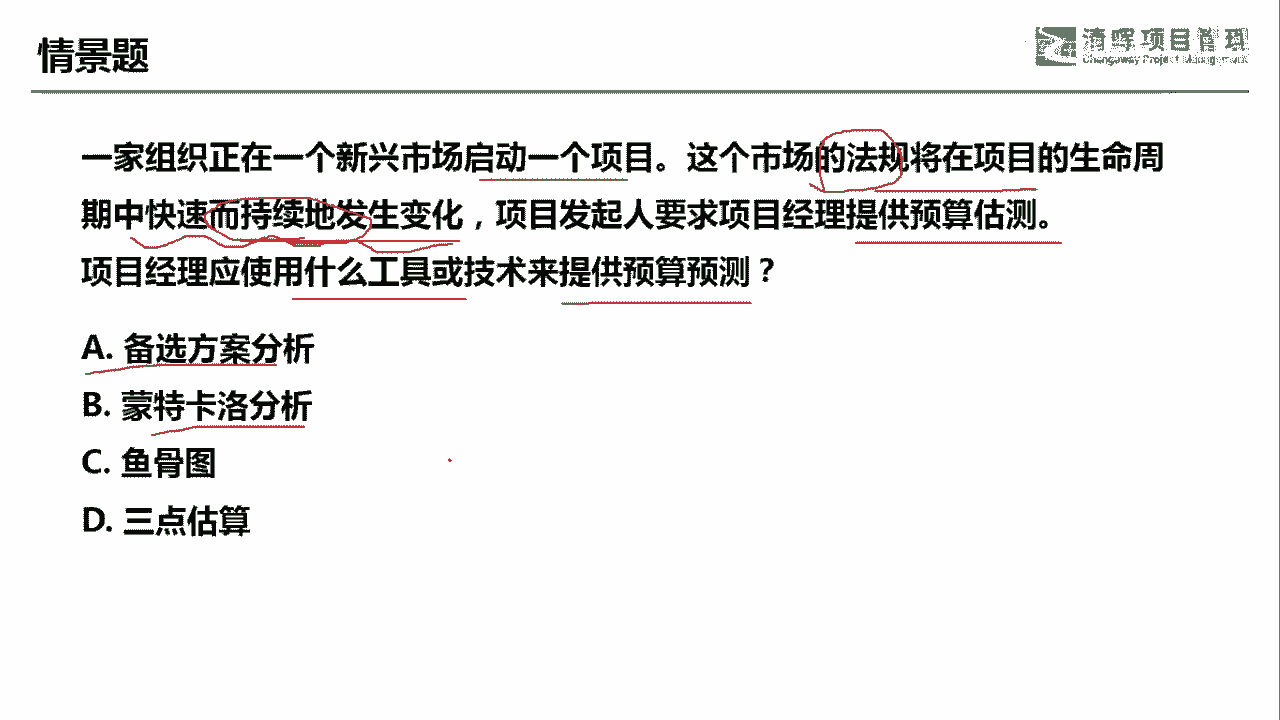 情景题
清晖项目管理
Changeway Project Management
一家组织正在一个新兴市场启动一个项目。这个市场的法规将在项目的生命周
期中快速而持续地发生变化，项目发起人要求项目经理提供预算估测。
项目经理应使用什么工具或技术来提供预算预测？
A. 备选方案分析
B. 蒙特卡洛分析
C. 鱼骨图
D. 三点估算